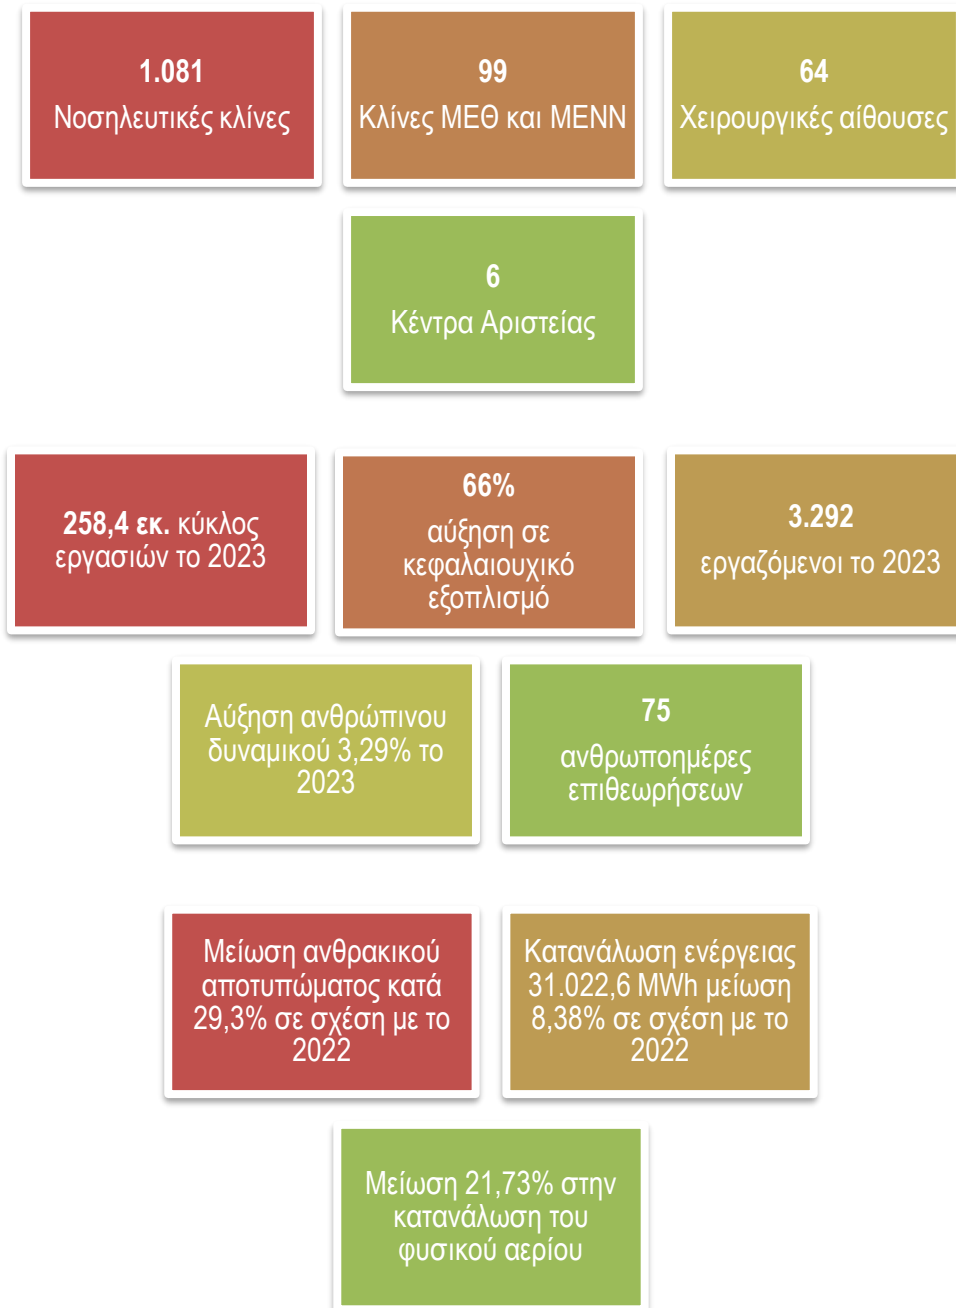 1.081
Νοσηλευτικές κλίνες
99
Κλίνες ΜΕΘ και ΜΕΝΝ
64
Χειρουργικές αίθουσες
6
Κέντρα Αριστείας
258,4 εκ. κύκλος
εργασιών το 2023
66%
αύξηση σε
κεφαλαιουχικό
εξοπλισμό
3.292
εργαζόμενοι το 2023
Αύξηση ανθρώπινου
δυναμικού 3,29% το
2023
75
ανθρωποημέρες
επιθεωρήσεων
Μείωση ανθρακικού
αποτυπώματος κατά
29,3% σε σχέση με το
2022
Κατανάλωση ενέργειας
31.022,6 MWh μείωση
8,38% σε σχέση με το
2022
Μείωση 21,73% στην
κατανάλωση του
φυσικού αερίου